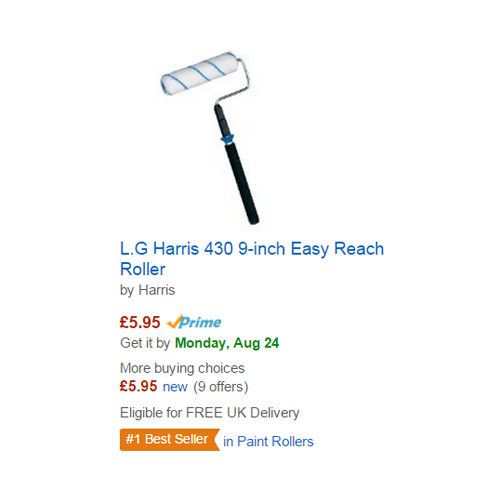 L.G Harris 430 9-inch Easy Reach
Roller
by Harris
£5.95 Prime
Get it by Monday, Aug 24
More buying choices
£5.95 new (9 offers)
Eligible for FREE UK Delivery
#1 Best Seller in Paint Rollers